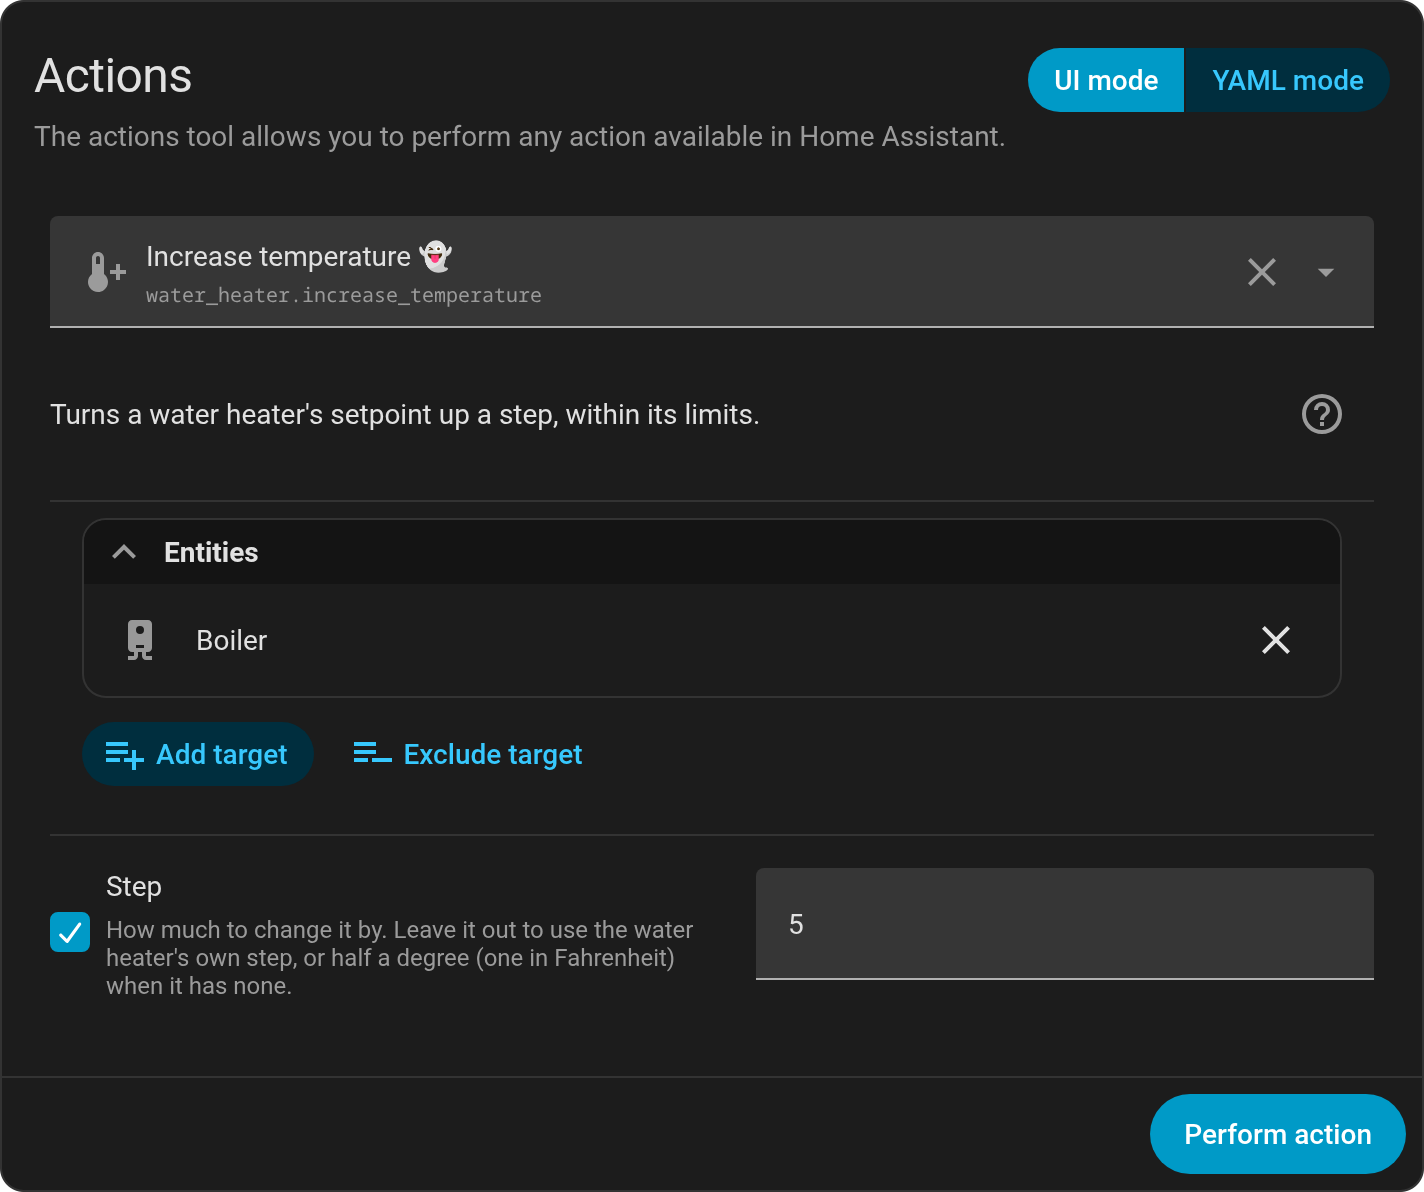 Actions
UI mode
YAML mode
The actions tool allows you to perform any action available in Home Assistant.
Increase temperature 👻
water_heater.increase_temperature
Turns a water heater's setpoint up a step, within its limits.
Entities
Boiler
Add target
Exclude target
Step
How much to change it by. Leave it out to use the water
heater's own step, or half a degree (one in Fahrenheit)
when it has none.
5
Perform action